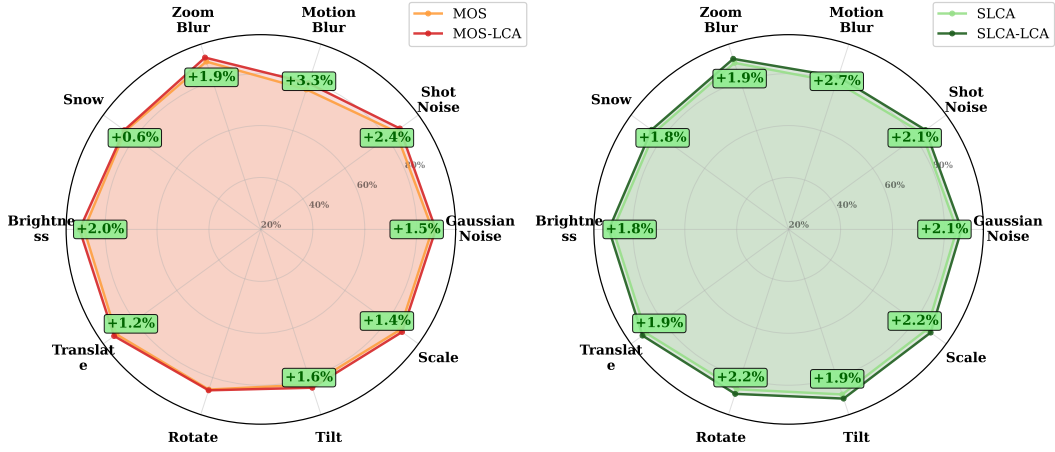 MOS
MOS-LCA
Zoom
Blur
Motion
Blur
Snow
Shot
Noise
+1.9%
+3.3%
+0.6%
+2.4%
80%
60%
40%
20%
Brightne
ss
+2.0%
+1.5%
Gaussian
Noise
+1.2%
+1.4%
Translat
e
Scale
+1.6%
Rotate
Tilt
SLCA
SLCA-LCA
Zoom
Blur
Motion
Blur
Snow
Shot
Noise
+1.9%
+2.7%
+1.8%
+2.1%
60%
40%
20%
Brightne
ss
+1.8%
+2.1%
Gaussian
Noise
+1.9%
+2.2%
Translat
e
Scale
+2.2%
+1.9%
Rotate
Tilt